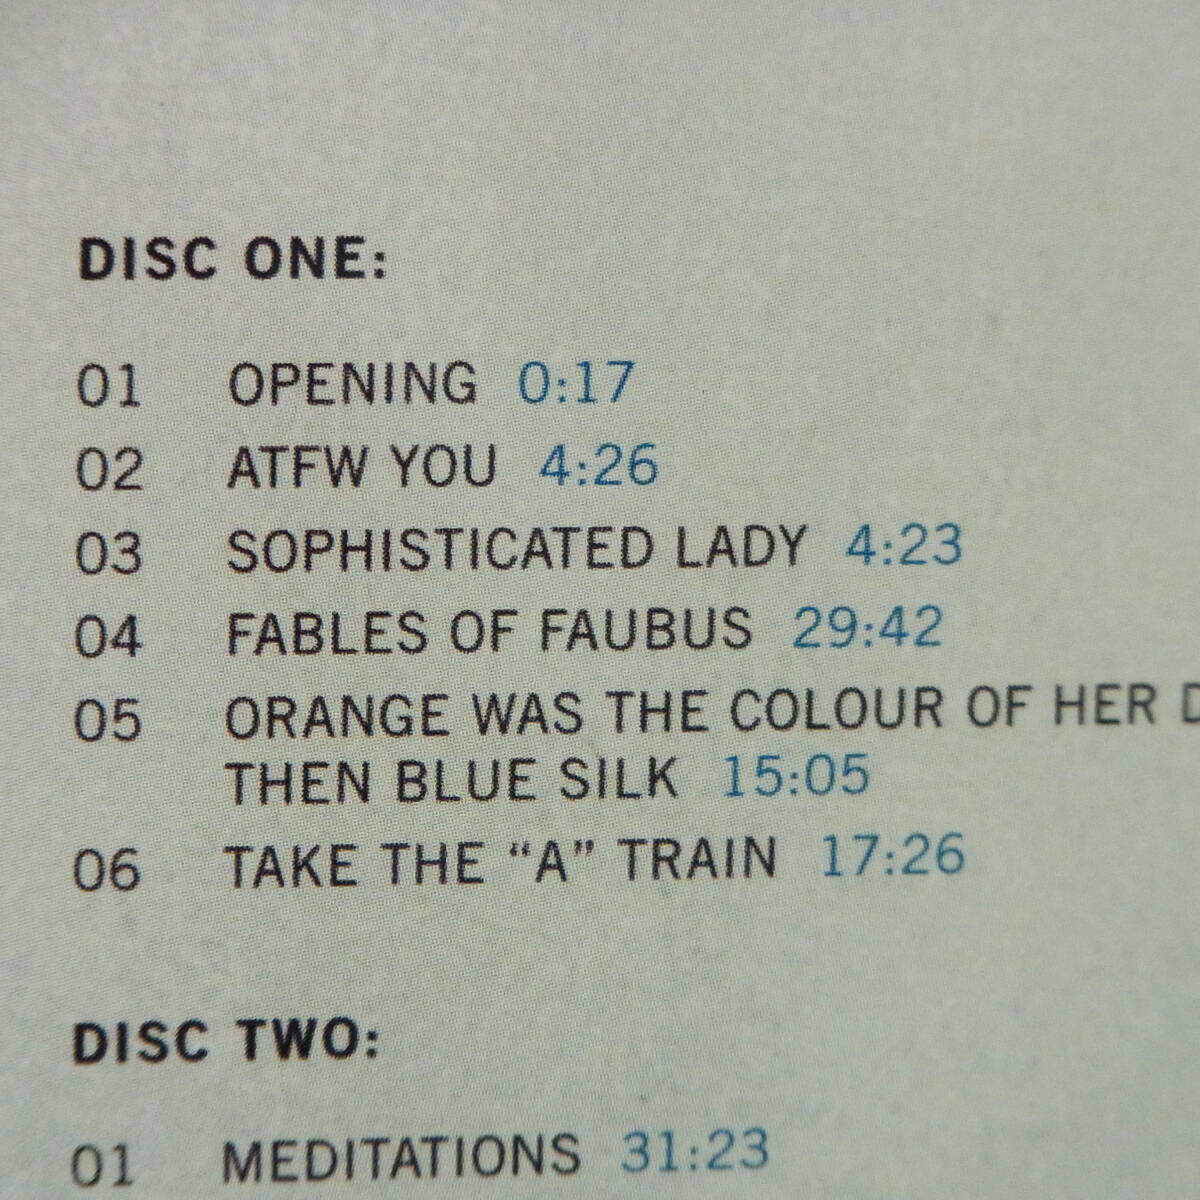 DISC ONE:
01 OPENING 0:17
02 ATFW YOU 4:26
03 SOPHISTICATED LADY 4:23
04 FABLES OF FAUBUS 29:42
05 ORANGE WAS THE COLOUR OF HER
THEN BLUE SILK 15:05
06 TAKE THE “A” TRAIN 17:26
DISC TWO:
01 MEDITATIONS 31:23